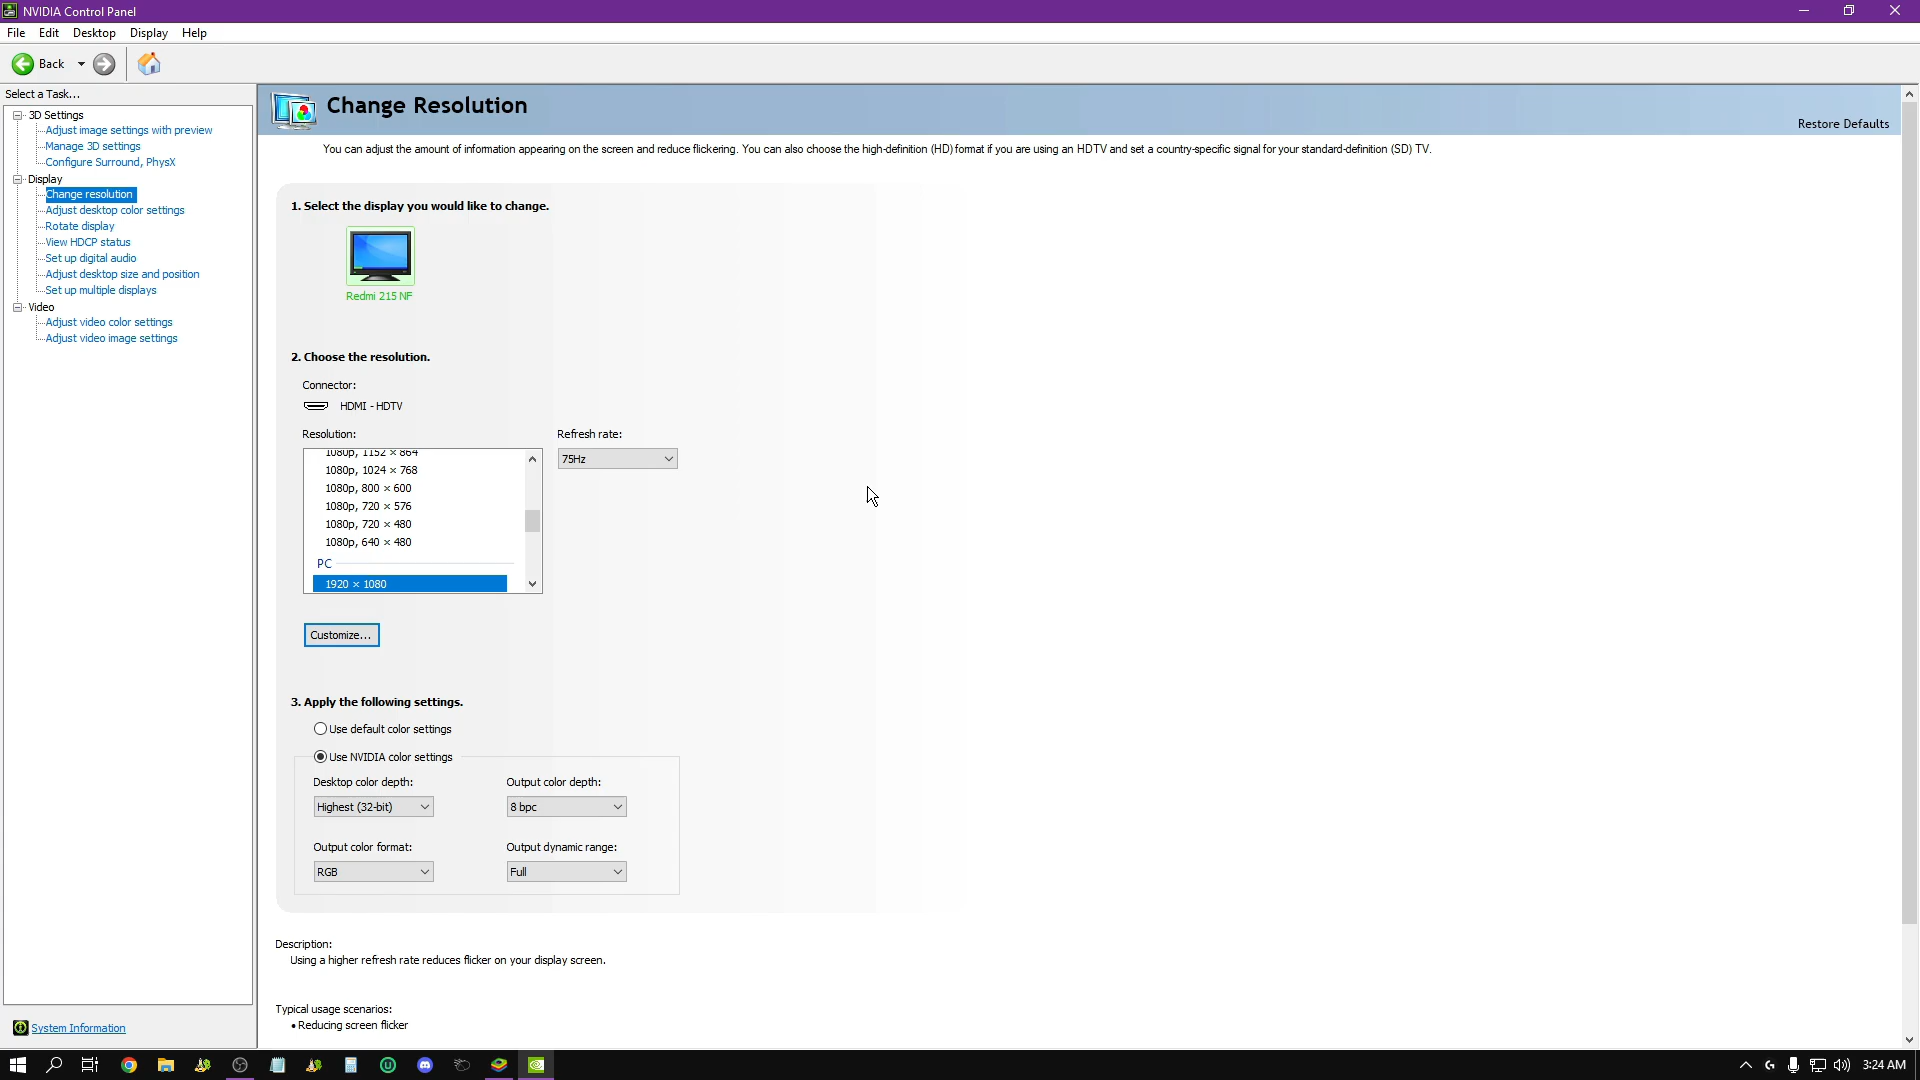 NVIDIA Control Panel
File Edit Desktop Display Help
Back
Select a Task...
3D Settings
Adjust image settings with preview
Manage 3D settings
Configure Surround, PhysX
Display
Change resolution
Adjust desktop color settings
Rotate display
View HDCP status
Set up digital audio
Adjust desktop size and position
Set up multiple displays
Video
Adjust video color settings
Adjust video image settings
System Information
Change Resolution
Restore Defaults
You can adjust the amount of information appearing on the screen and reduce flickering. You can also choose the high-definition (HD) format if you are using an HDTV and set a country-specific signal for your standard-definition (SD) TV.
1. Select the display you would like to change.
Redmi 215 NF
2. Choose the resolution.
Connector:
HDMI - HDTV
Resolution:
Refresh rate:
1080p, 1152 × 864
75Hz
1080p, 1024 × 768
1080p, 800 × 600
1080p, 720 × 576
1080p, 720 × 480
1080p, 640 × 480
PC
1920 × 1080
Customize...
3. Apply the following settings.
Use default color settings
Use NVIDIA color settings
Desktop color depth:
Output color depth:
Highest (32-bit)
8 bpc
Output color format:
Output dynamic range:
RGB
Full
Description:
Using a higher refresh rate reduces flicker on your display screen.
Typical usage scenarios:
• Reducing screen flicker
3:24 AM